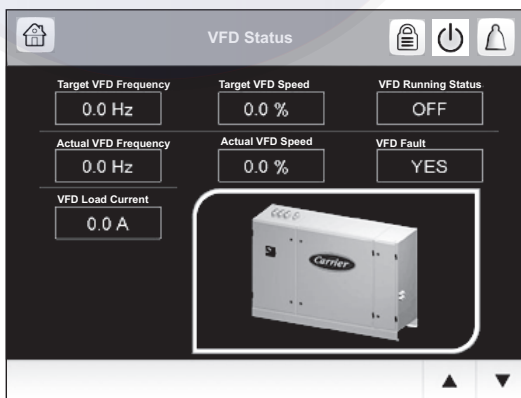 VFD Status
Target VFD Frequency
Target VFD Speed
VFD Running Status
0.0 Hz
0.0 %
OFF
Actual VFD Frequency
Actual VFD Speed
VFD Fault
0.0 Hz
0.0 %
YES
VFD Load Current
0.0 A
Carrier